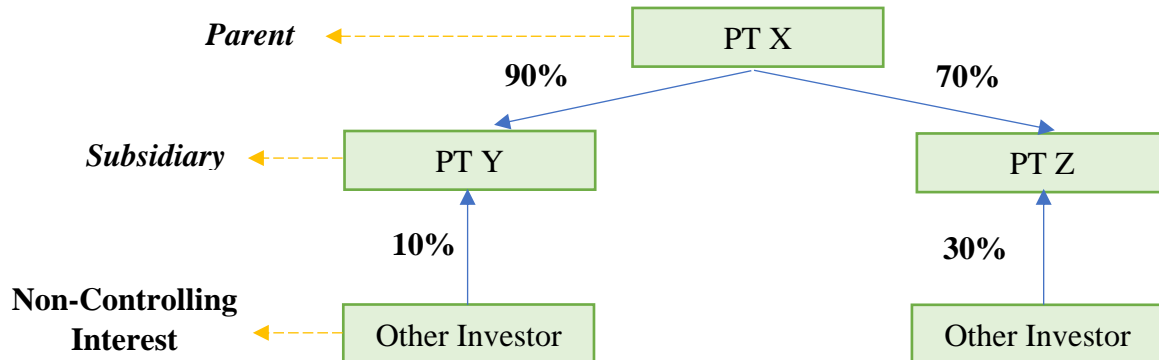 Parent
PT X
90%
70%
Subsidiary
PT Y
PT Z
10%
30%
Non-Controlling
Interest
Other Investor
Other Investor